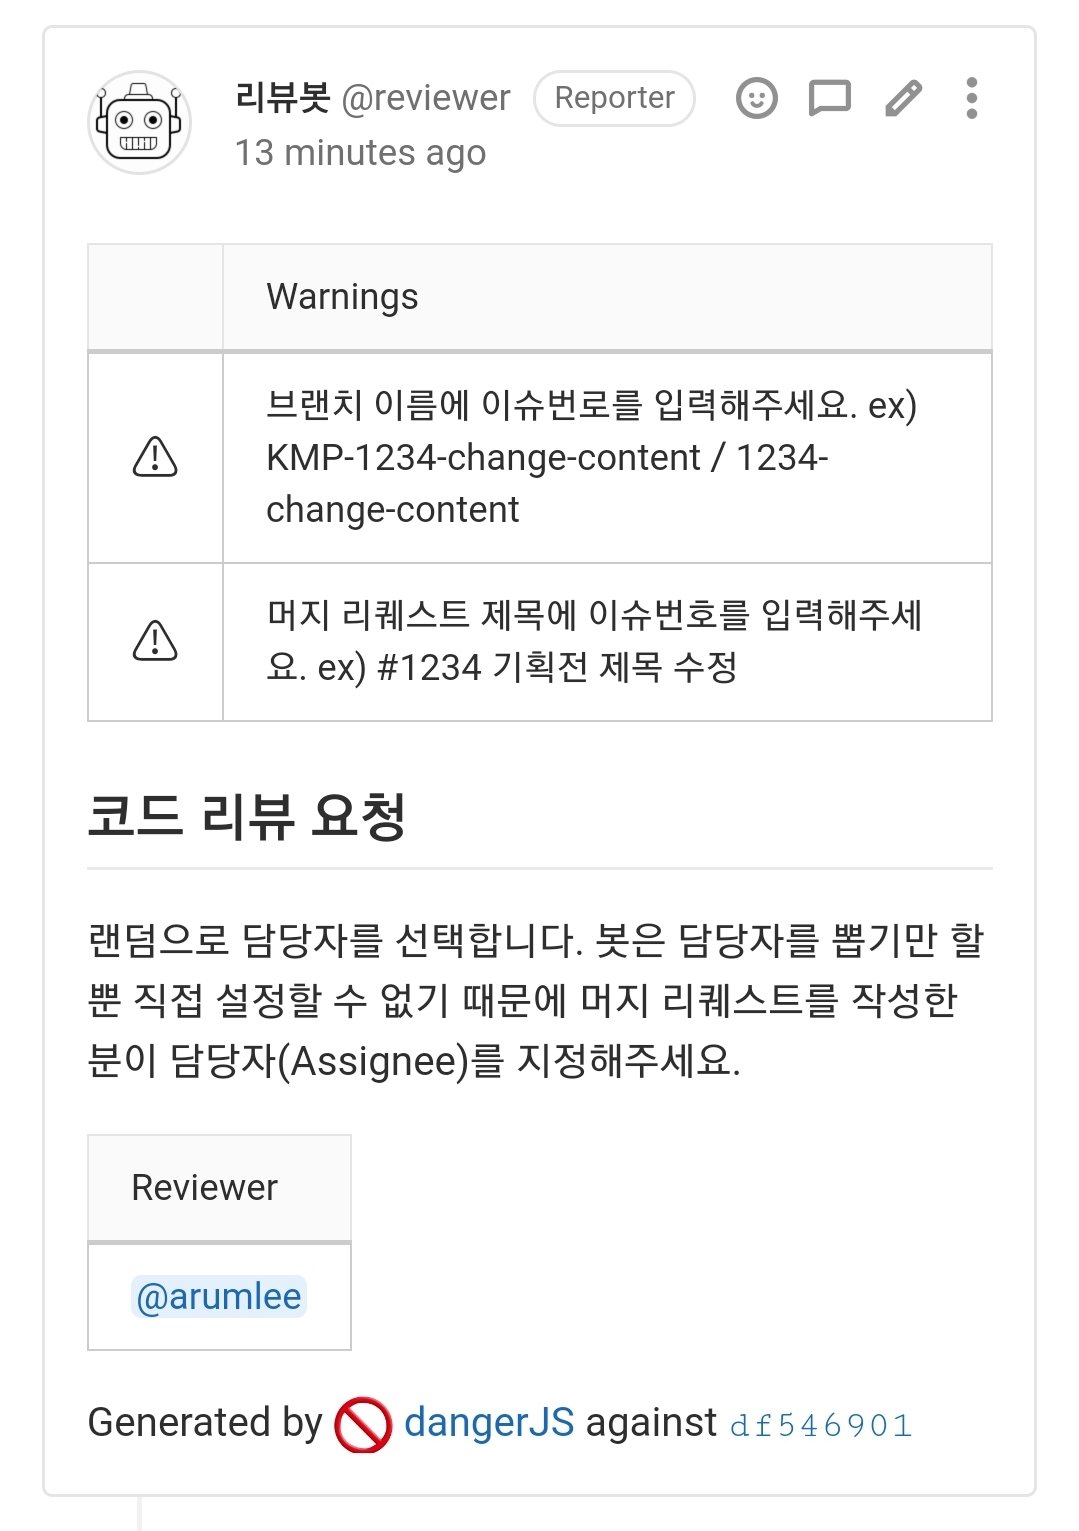 리뷰봇 @reviewer Reporter
13 minutes ago
Warnings
브랜치 이름에 이슈번로를 입력해주세요. ex)
KMP-1234-change-content / 1234-
change-content
머지 리퀘스트 제목에 이슈번호를 입력해주세
요. ex) #1234 기획전 제목 수정
코드 리뷰 요청
랜덤으로 담당자를 선택합니다. 봇은 담당자를 뽑기만 할
뿐 직접 설정할 수 없기 때문에 머지 리퀘스트를 작성한
분이 담당자(Assignee)를 지정해주세요.
Reviewer
@arumlee
Generated by 🚫 dangerJS against df546901